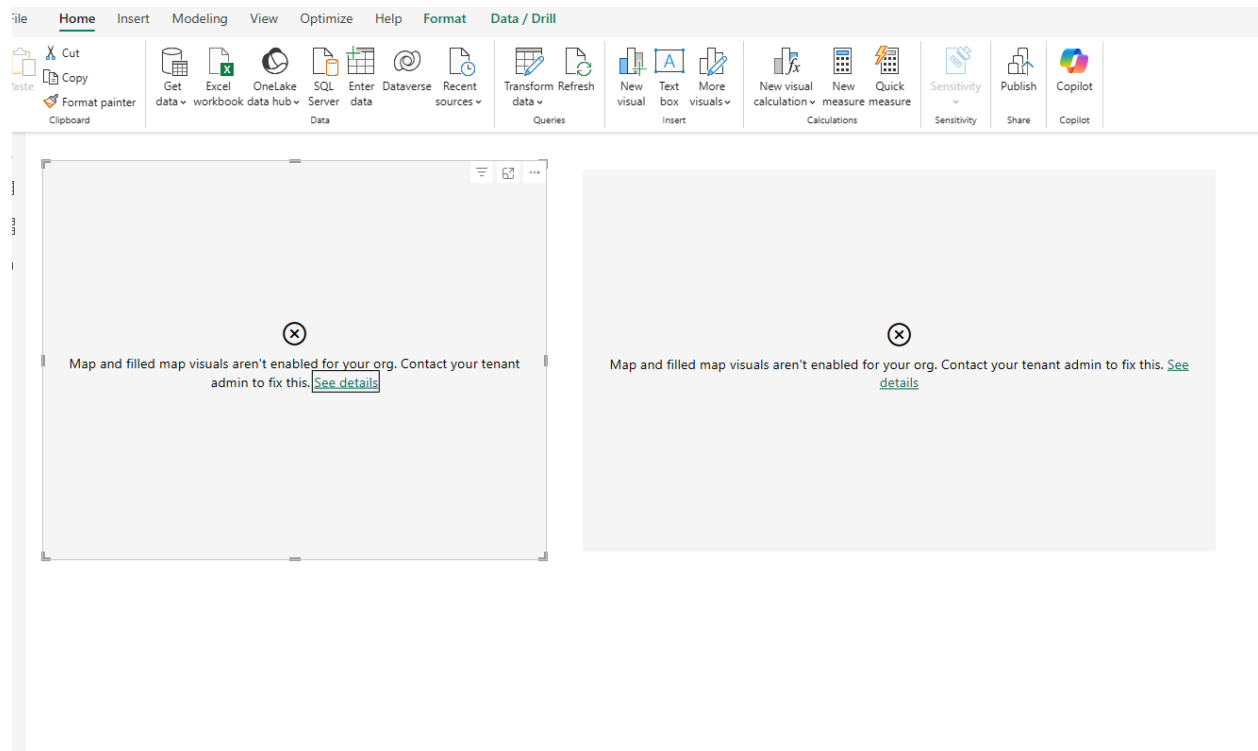 File Home Insert Modeling View Optimize Help Format Data / Drill
Paste
Cut
Copy
Format painter
Clipboard
Get data
Excel workbook
OneLake data hub
SQL Server
Enter data
Dataverse
Recent sources
Data
Transform data
Refresh
Queries
New visual
Text box
More visuals
Insert
New visual calculation
New measure
Quick measure
Calculations
Sensitivity
Sensitivity
Publish
Share
Copilot
Copilot
Map and filled map visuals aren't enabled for your org. Contact your tenant
admin to fix this. See details
Map and filled map visuals aren't enabled for your org. Contact your tenant admin to fix this. See
details